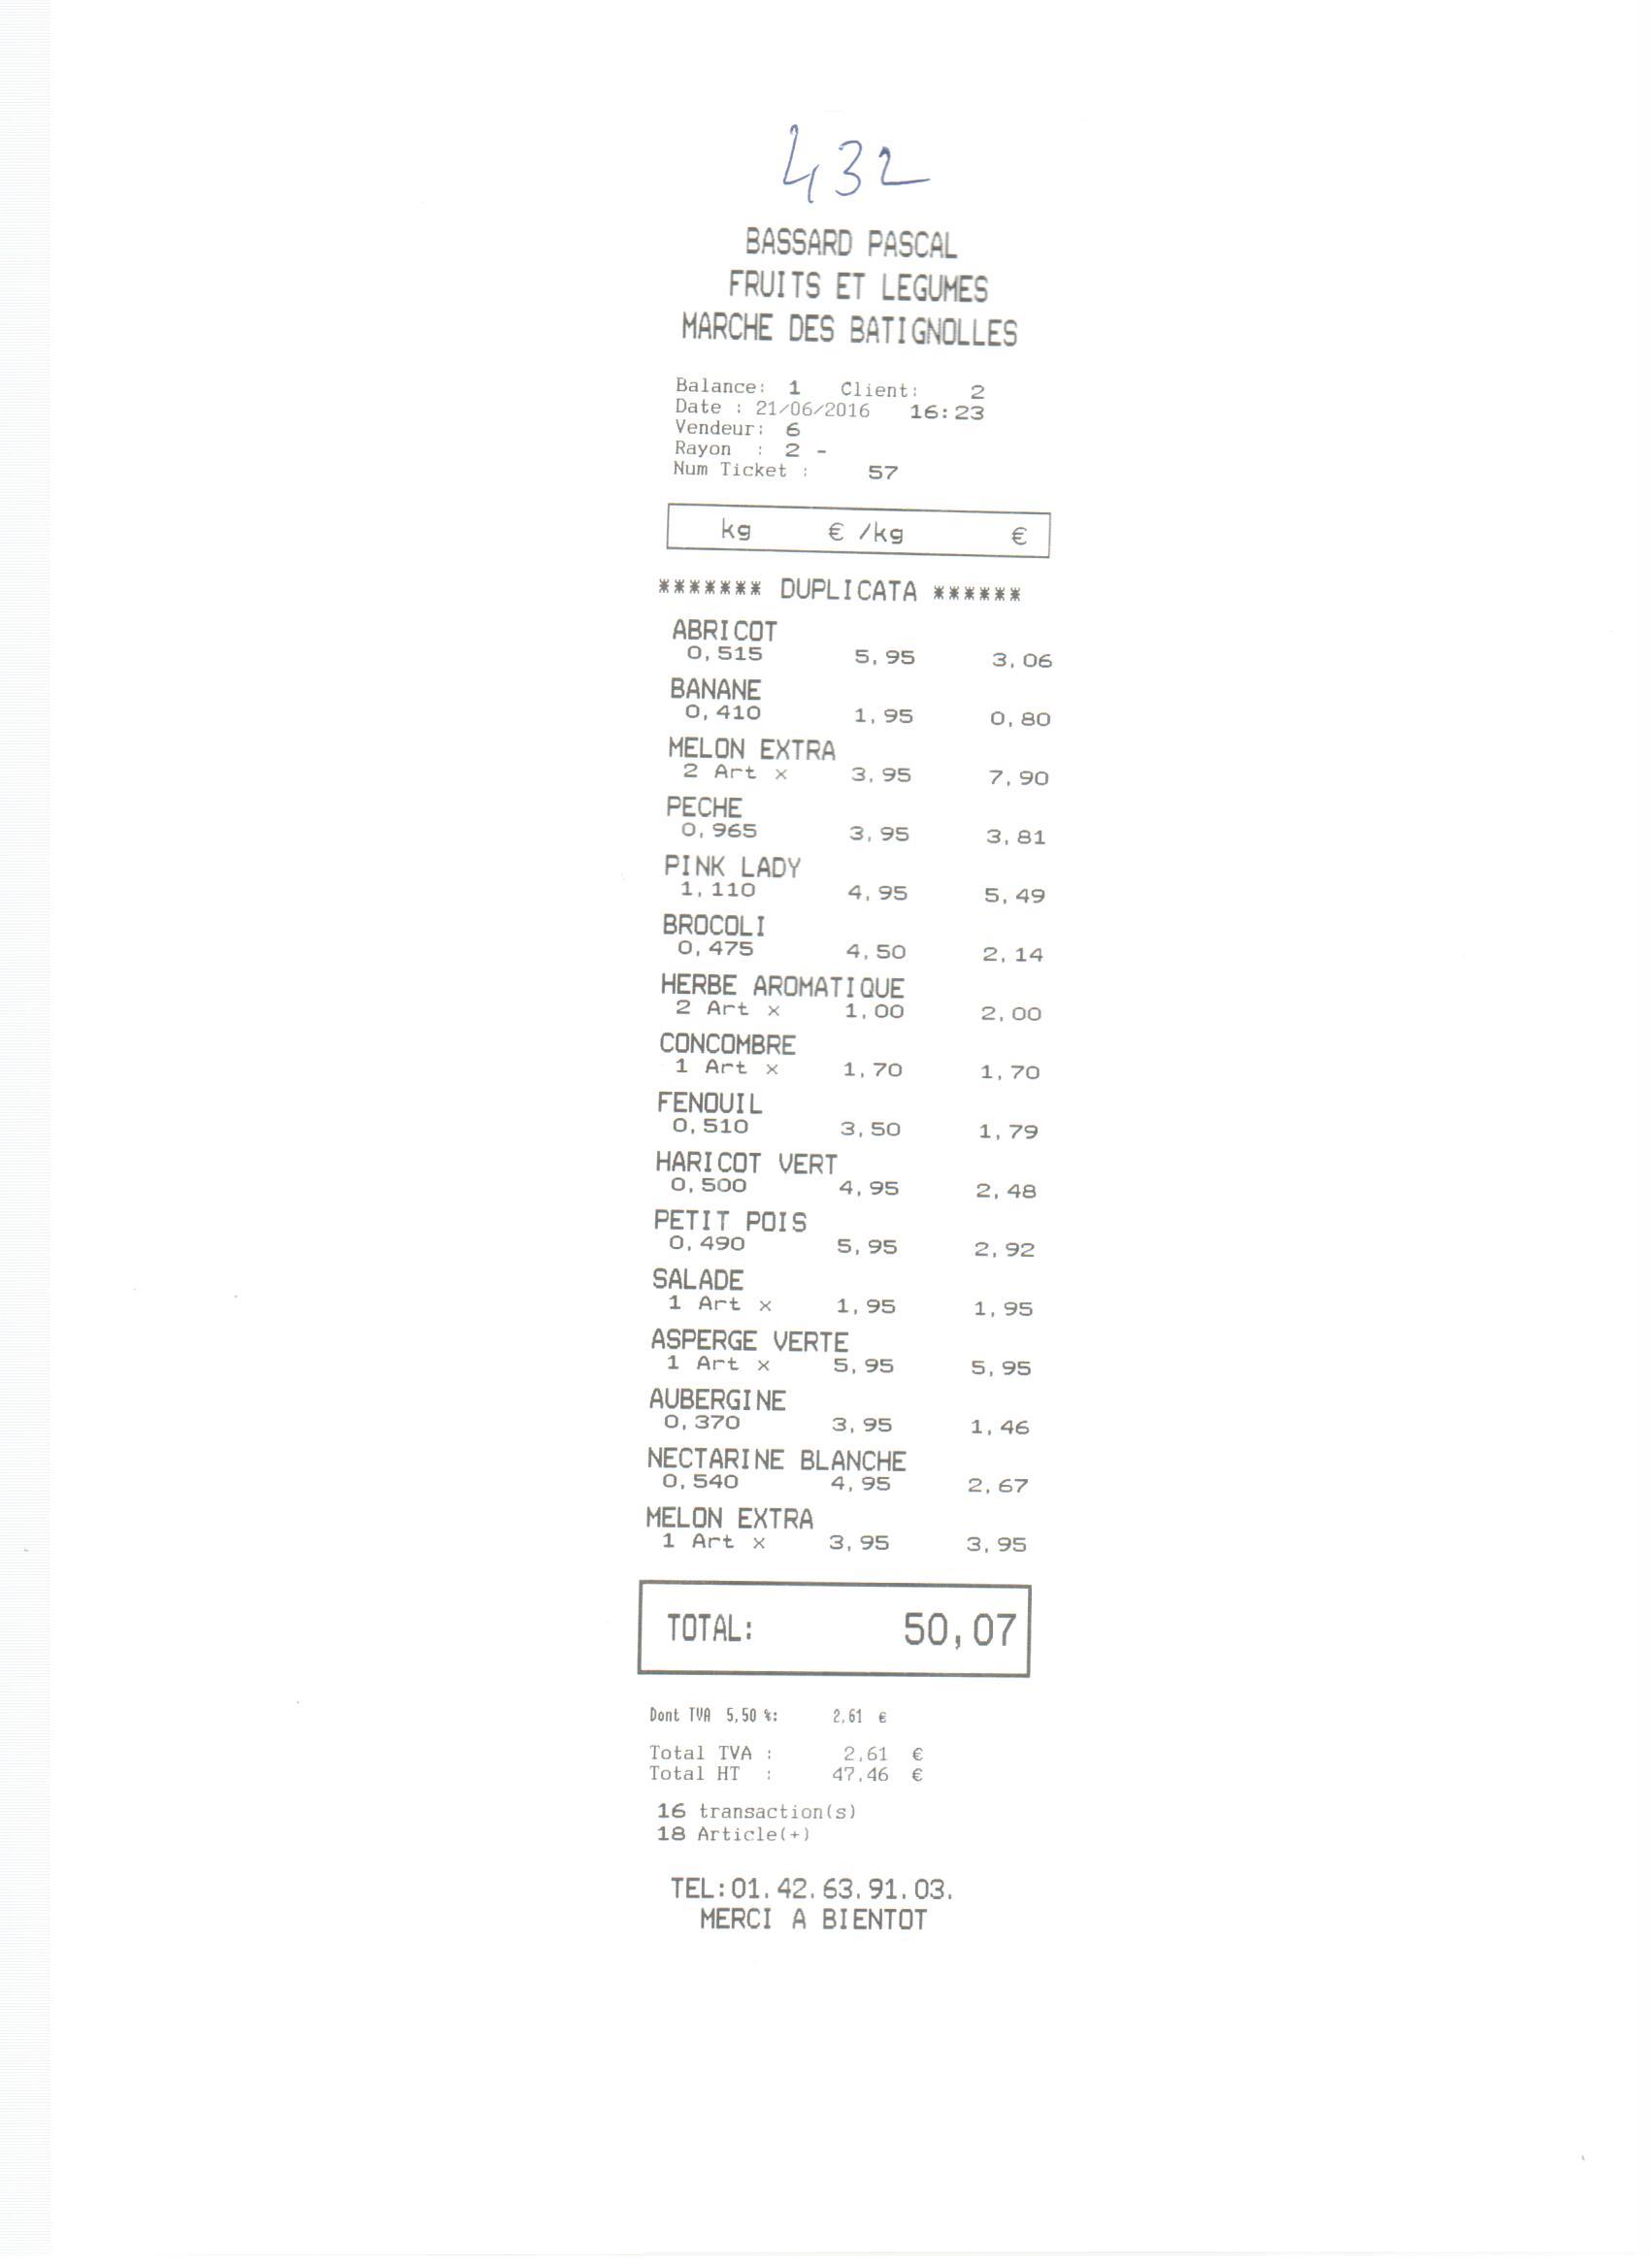 432
BASSARD PASCAL
FRUITS ET LEGUMES
MARCHE DES BATIGNOLLES
Balance: 1 Client: 2
Date : 21/06/2016 16:23
Vendeur: 6
Rayon : 2 -
Num Ticket : 57
kg € /kg €
******* DUPLICATA ******
ABRICOT
0,515 5,95 3,06
BANANE
0,410 1,95 0,80
MELON EXTRA
2 Art x 3,95 7,90
PECHE
0,965 3,95 3,81
PINK LADY
1,110 4,95 5,49
BROCOLI
0,475 4,50 2,14
HERBE AROMATIQUE
2 Art x 1,00 2,00
CONCOMBRE
1 Art x 1,70 1,70
FENOUIL
0,510 3,50 1,79
HARICOT VERT
0,500 4,95 2,48
PETIT POIS
0,490 5,95 2,92
SALADE
1 Art x 1,95 1,95
ASPERGE VERTE
1 Art x 5,95 5,95
AUBERGINE
0,370 3,95 1,46
NECTARINE BLANCHE
0,540 4,95 2,67
MELON EXTRA
1 Art x 3,95 3,95
TOTAL: 50,07
Dont TVA 5,50 %: 2,61 €
Total TVA : 2,61 €
Total HT : 47,46 €
16 transaction(s)
18 Article(+)
TEL:01.42.63.91.03.
MERCI A BIENTOT